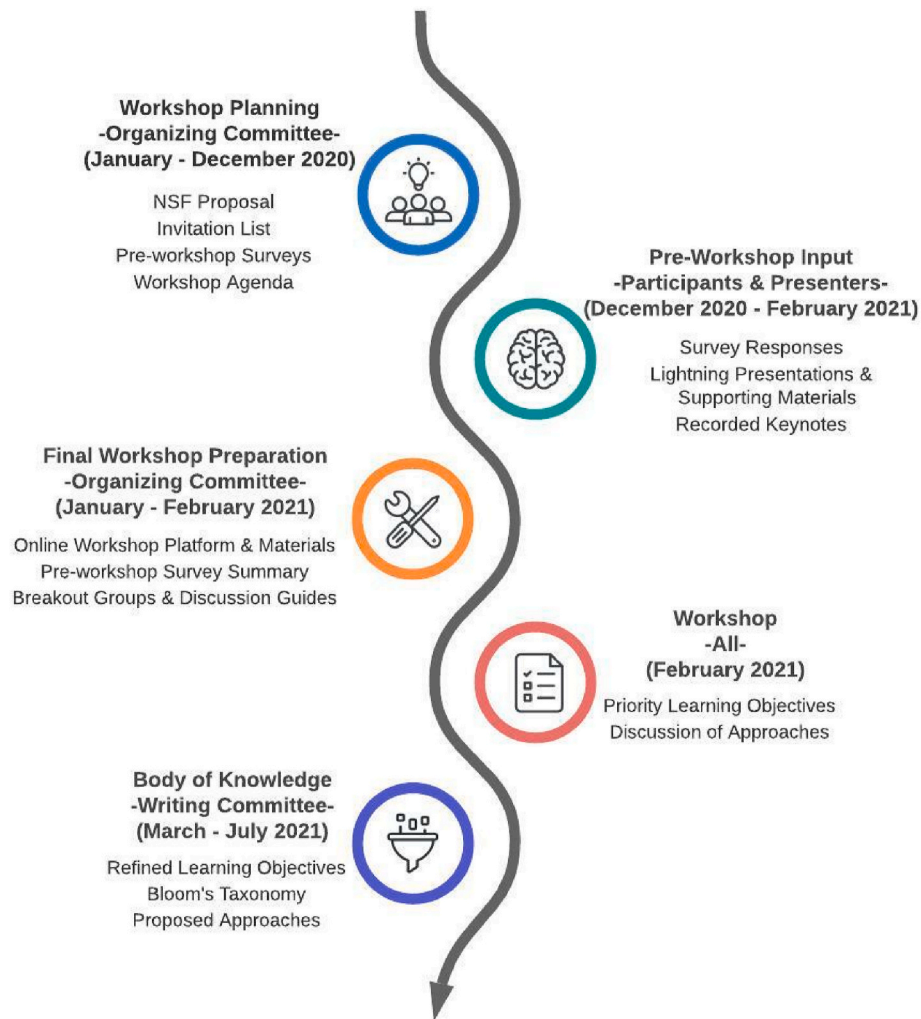 Workshop Planning
-Organizing Committee-
(January - December 2020)
NSF Proposal
Invitation List
Pre-workshop Surveys
Workshop Agenda
Pre-Workshop Input
-Participants & Presenters-
(December 2020 - February 2021)
Survey Responses
Lightning Presentations &
Supporting Materials
Recorded Keynotes
Final Workshop Preparation
-Organizing Committee-
(January - February 2021)
Online Workshop Platform & Materials
Pre-workshop Survey Summary
Breakout Groups & Discussion Guides
Workshop
-All-
(February 2021)
Priority Learning Objectives
Discussion of Approaches
Body of Knowledge
-Writing Committee-
(March - July 2021)
Refined Learning Objectives
Bloom's Taxonomy
Proposed Approaches